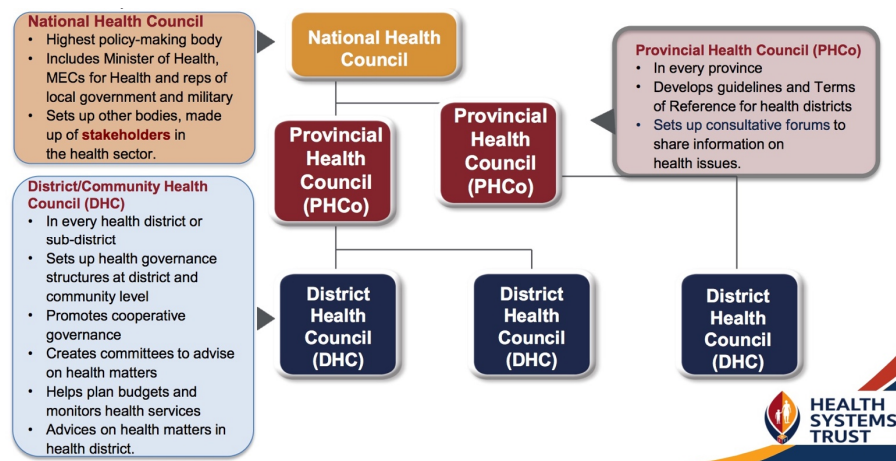 National Health Council
• Highest policy-making body
• Includes Minister of Health,
MECs for Health and reps of
local government and military
• Sets up other bodies, made
up of stakeholders in
the health sector.
National Health
Council
Provincial Health Council (PHCo)
• In every province
• Develops guidelines and Terms
of Reference for health districts
• Sets up consultative forums to
share information on
health issues.
Provincial
Health
Council
(PHCo)
Provincial
Health
Council
(PHCo)
District/Community Health
Council (DHC)
• In every health district or
sub-district
• Sets up health governance
structures at district and
community level
• Promotes cooperative
governance
• Creates committees to advise
on health matters
• Helps plan budgets and
monitors health services
• Advices on health matters in
health district.
District
Health
Council
(DHC)
District
Health
Council
(DHC)
District
Health
Council
(DHC)
HEALTH
SYSTEMS
TRUST